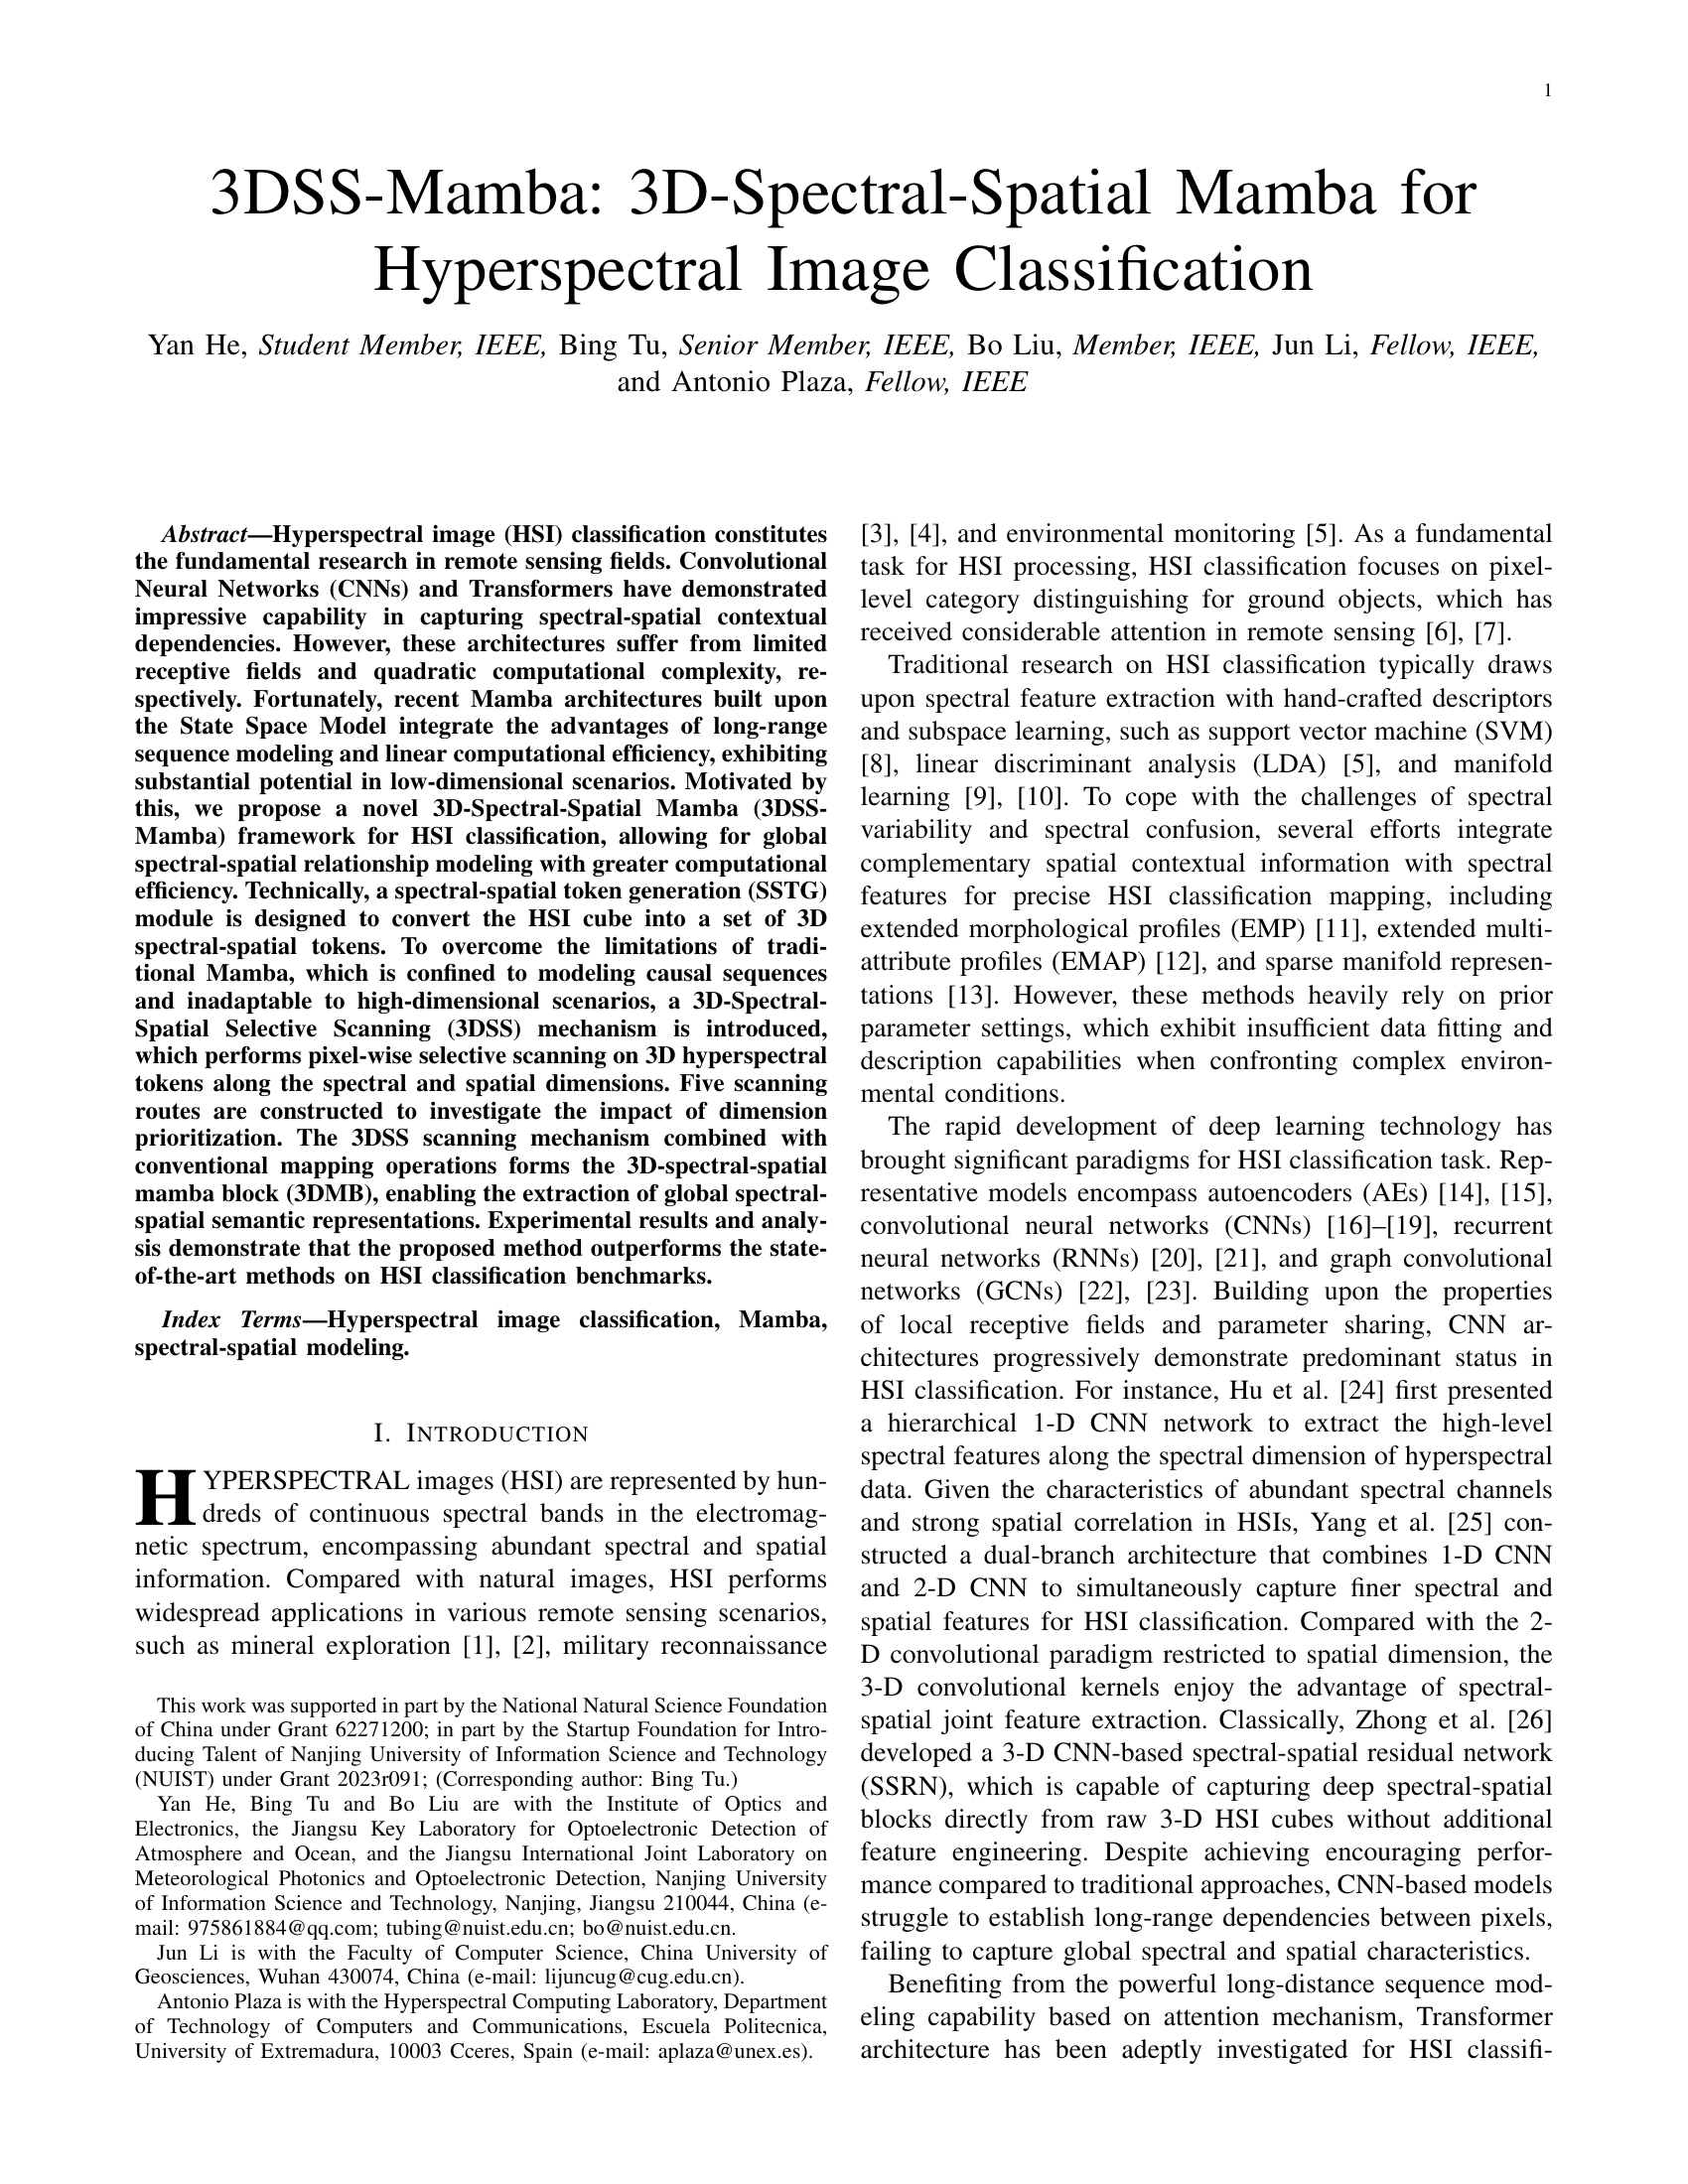 1
3DSS-Mamba: 3D-Spectral-Spatial Mamba for
Hyperspectral Image Classification
Yan He, Student Member, IEEE, Bing Tu, Senior Member, IEEE, Bo Liu, Member, IEEE, Jun Li, Fellow, IEEE,
and Antonio Plaza, Fellow, IEEE
Abstract—Hyperspectral image (HSI) classification constitutes
the fundamental research in remote sensing fields. Convolutional
Neural Networks (CNNs) and Transformers have demonstrated
impressive capability in capturing spectral-spatial contextual
dependencies. However, these architectures suffer from limited
receptive fields and quadratic computational complexity, re-
spectively. Fortunately, recent Mamba architectures built upon
the State Space Model integrate the advantages of long-range
sequence modeling and linear computational efficiency, exhibiting
substantial potential in low-dimensional scenarios. Motivated by
this, we propose a novel 3D-Spectral-Spatial Mamba (3DSS-
Mamba) framework for HSI classification, allowing for global
spectral-spatial relationship modeling with greater computational
efficiency. Technically, a spectral-spatial token generation (SSTG)
module is designed to convert the HSI cube into a set of 3D
spectral-spatial tokens. To overcome the limitations of tradi-
tional Mamba, which is confined to modeling causal sequences
and inadaptable to high-dimensional scenarios, a 3D-Spectral-
Spatial Selective Scanning (3DSS) mechanism is introduced,
which performs pixel-wise selective scanning on 3D hyperspectral
tokens along the spectral and spatial dimensions. Five scanning
routes are constructed to investigate the impact of dimension
prioritization. The 3DSS scanning mechanism combined with
conventional mapping operations forms the 3D-spectral-spatial
mamba block (3DMB), enabling the extraction of global spectral-
spatial semantic representations. Experimental results and analy-
sis demonstrate that the proposed method outperforms the state-
of-the-art methods on HSI classification benchmarks.
Index Terms—Hyperspectral image classification, Mamba,
spectral-spatial modeling.
I. INTRODUCTION
HYPERSPECTRAL images (HSI) are represented by hun-
dreds of continuous spectral bands in the electromag-
netic spectrum, encompassing abundant spectral and spatial
information. Compared with natural images, HSI performs
widespread applications in various remote sensing scenarios,
such as mineral exploration [1], [2], military reconnaissance
This work was supported in part by the National Natural Science Foundation
of China under Grant 62271200; in part by the Startup Foundation for Intro-
ducing Talent of Nanjing University of Information Science and Technology
(NUIST) under Grant 2023r091; (Corresponding author: Bing Tu.)
Yan He, Bing Tu and Bo Liu are with the Institute of Optics and
Electronics, the Jiangsu Key Laboratory for Optoelectronic Detection of
Atmosphere and Ocean, and the Jiangsu International Joint Laboratory on
Meteorological Photonics and Optoelectronic Detection, Nanjing University
of Information Science and Technology, Nanjing, Jiangsu 210044, China (e-
mail: 975861884@qq.com; tubing@nuist.edu.cn; bo@nuist.edu.cn.
Jun Li is with the Faculty of Computer Science, China University of
Geosciences, Wuhan 430074, China (e-mail: lijuncug@cug.edu.cn).
Antonio Plaza is with the Hyperspectral Computing Laboratory, Department
of Technology of Computers and Communications, Escuela Politecnica,
University of Extremadura, 10003 Cceres, Spain (e-mail: aplaza@unex.es).
[3], [4], and environmental monitoring [5]. As a fundamental
task for HSI processing, HSI classification focuses on pixel-
level category distinguishing for ground objects, which has
received considerable attention in remote sensing [6], [7].
Traditional research on HSI classification typically draws
upon spectral feature extraction with hand-crafted descriptors
and subspace learning, such as support vector machine (SVM)
[8], linear discriminant analysis (LDA) [5], and manifold
learning [9], [10]. To cope with the challenges of spectral
variability and spectral confusion, several efforts integrate
complementary spatial contextual information with spectral
features for precise HSI classification mapping, including
extended morphological profiles (EMP) [11], extended multi-
attribute profiles (EMAP) [12], and sparse manifold represen-
tations [13]. However, these methods heavily rely on prior
parameter settings, which exhibit insufficient data fitting and
description capabilities when confronting complex environ-
mental conditions.
The rapid development of deep learning technology has
brought significant paradigms for HSI classification task. Rep-
resentative models encompass autoencoders (AEs) [14], [15],
convolutional neural networks (CNNs) [16]–[19], recurrent
neural networks (RNNs) [20], [21], and graph convolutional
networks (GCNs) [22], [23]. Building upon the properties
of local receptive fields and parameter sharing, CNN ar-
chitectures progressively demonstrate predominant status in
HSI classification. For instance, Hu et al. [24] first presented
a hierarchical 1-D CNN network to extract the high-level
spectral features along the spectral dimension of hyperspectral
data. Given the characteristics of abundant spectral channels
and strong spatial correlation in HSIs, Yang et al. [25] con-
structed a dual-branch architecture that combines 1-D CNN
and 2-D CNN to simultaneously capture finer spectral and
spatial features for HSI classification. Compared with the 2-
D convolutional paradigm restricted to spatial dimension, the
3-D convolutional kernels enjoy the advantage of spectral-
spatial joint feature extraction. Classically, Zhong et al. [26]
developed a 3-D CNN-based spectral-spatial residual network
(SSRN), which is capable of capturing deep spectral-spatial
blocks directly from raw 3-D HSI cubes without additional
feature engineering. Despite achieving encouraging perfor-
mance compared to traditional approaches, CNN-based models
struggle to establish long-range dependencies between pixels,
failing to capture global spectral and spatial characteristics.
Benefiting from the powerful long-distance sequence mod-
eling capability based on attention mechanism, Transformer
architecture has been adeptly investigated for HSI classifi-